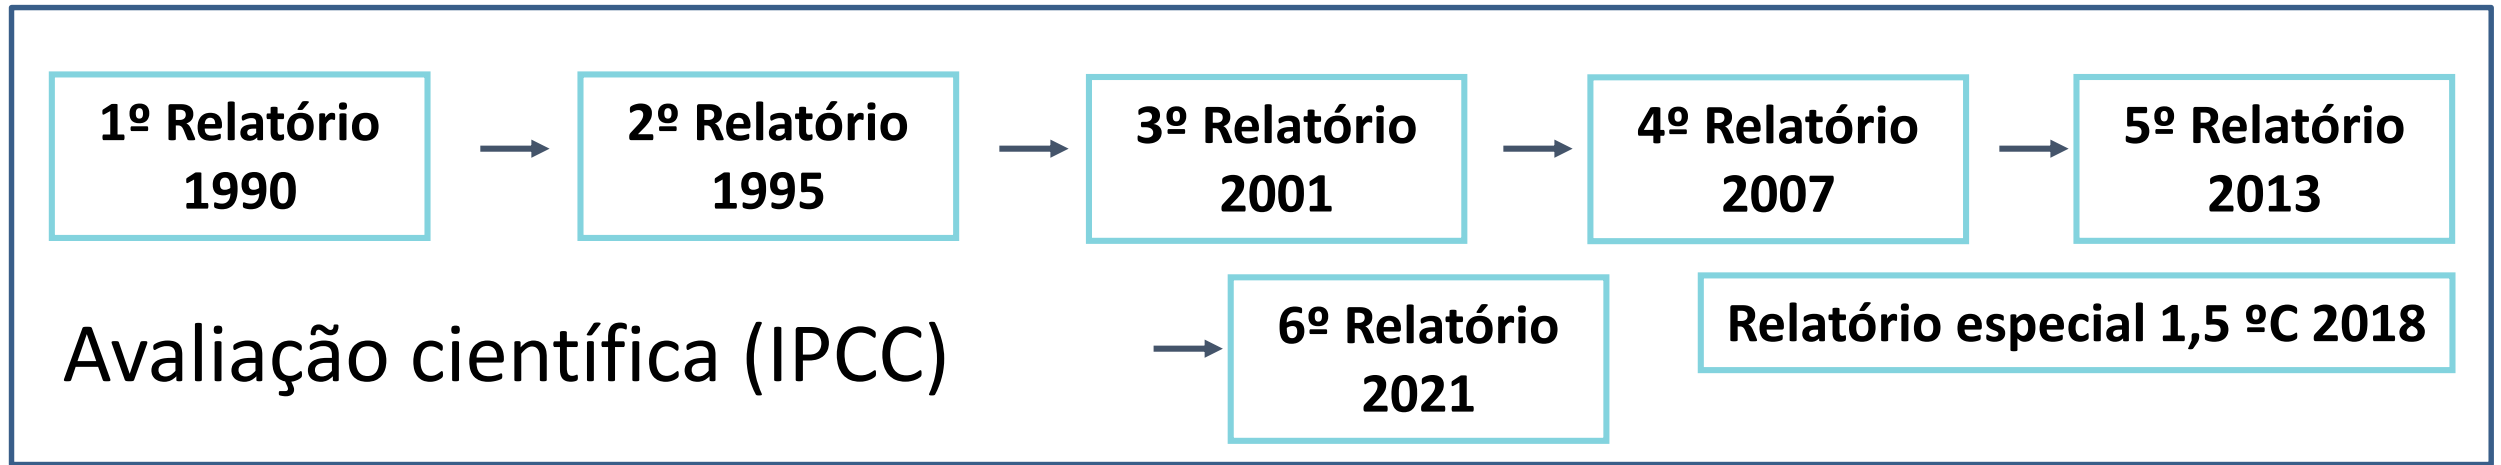 1º Relatório
1990
2º Relatório
1995
3º Relatório
2001
4º Relatório
2007
5º Relatório
2013
Avaliação científica (IPCC)
6º Relatório
2021
Relatório especial 1,5 ºC 2018